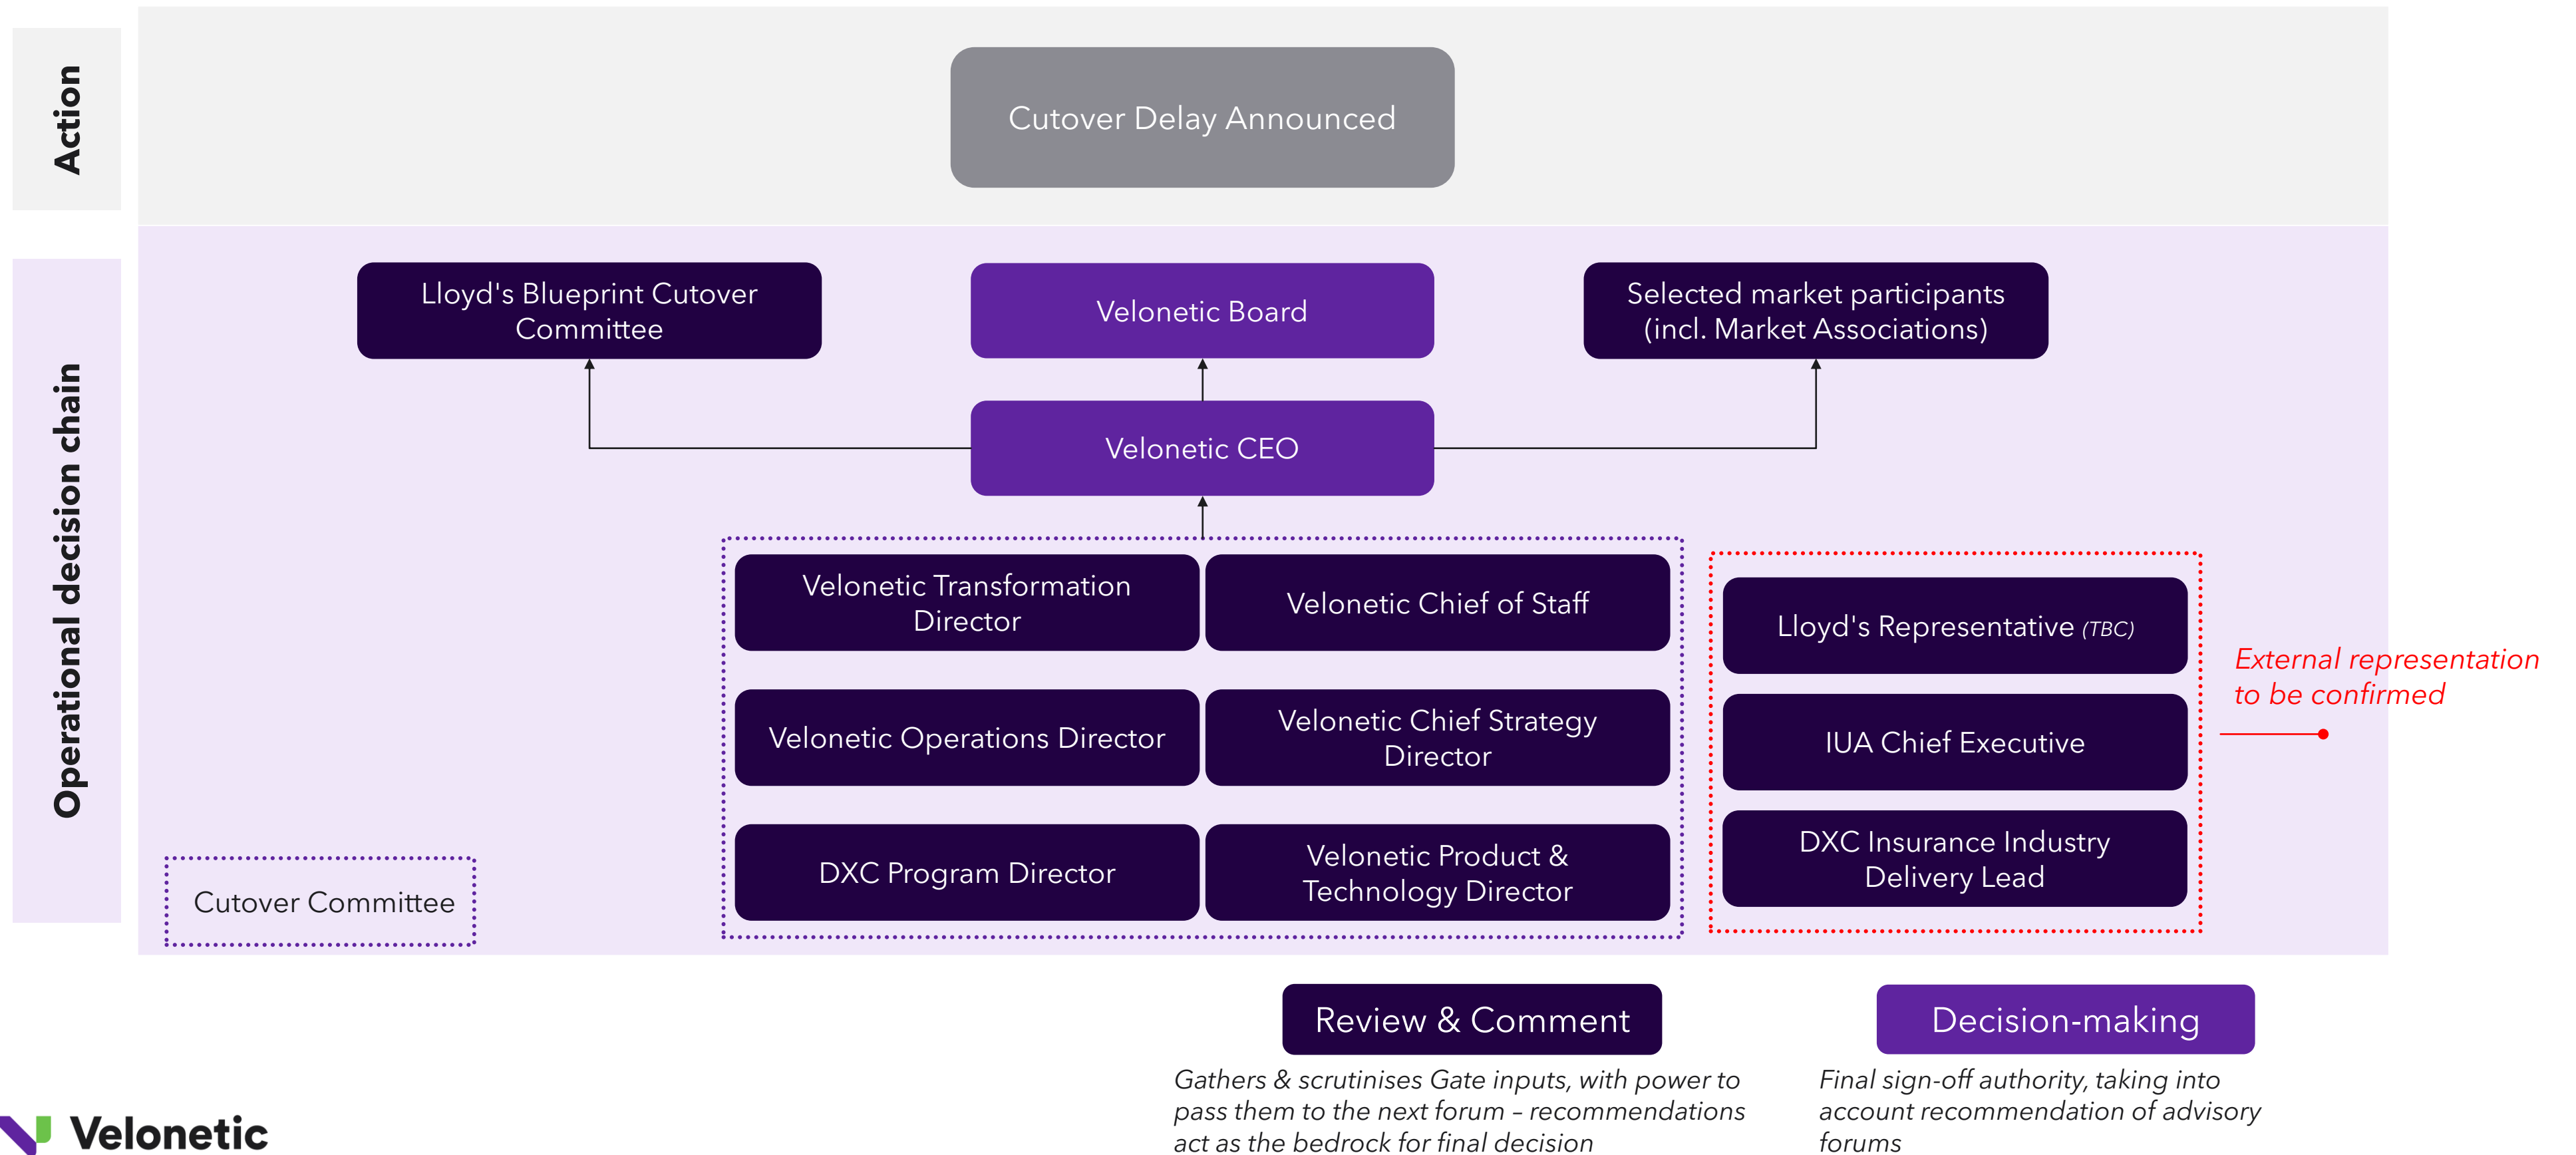 Action
Cutover Delay Announced
Operational decision chain
Lloyd's Blueprint Cutover
Committee
Velonetic Board
Selected market participants
(incl. Market Associations)
Velonetic CEO
Velonetic Transformation
Director
Velonetic Chief of Staff
Lloyd's Representative (TBC)
External representation
to be confirmed
Velonetic Operations Director
Velonetic Chief Strategy
Director
IUA Chief Executive
DXC Program Director
Velonetic Product &
Technology Director
DXC Insurance Industry
Delivery Lead
Cutover Committee
Review & Comment
Gathers & scrutinises Gate inputs, with power to
pass them to the next forum – recommendations
act as the bedrock for final decision
Decision-making
Final sign-off authority, taking into
account recommendation of advisory
forums
Velonetic